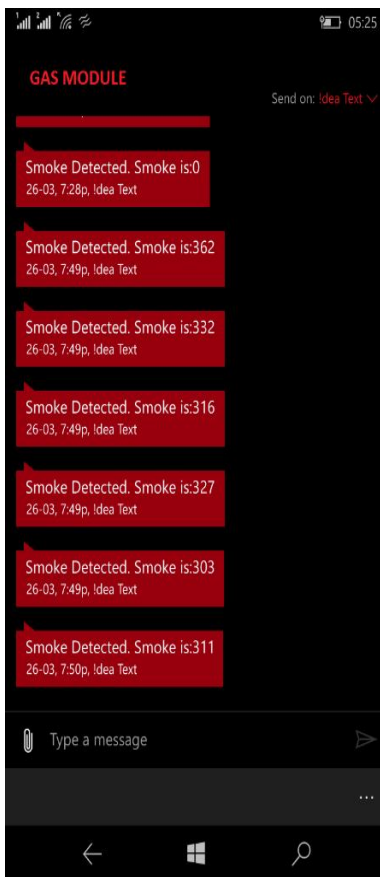 1 2
05:25
GAS MODULE
Send on: !dea Text
Smoke Detected. Smoke is:0
26-03, 7:28p, !dea Text
Smoke Detected. Smoke is:362
26-03, 7:49p, !dea Text
Smoke Detected. Smoke is:332
26-03, 7:49p, !dea Text
Smoke Detected. Smoke is:316
26-03, 7:49p, !dea Text
Smoke Detected. Smoke is:327
26-03, 7:49p, !dea Text
Smoke Detected. Smoke is:303
26-03, 7:49p, !dea Text
Smoke Detected. Smoke is:311
26-03, 7:50p, !dea Text
Type a message
...